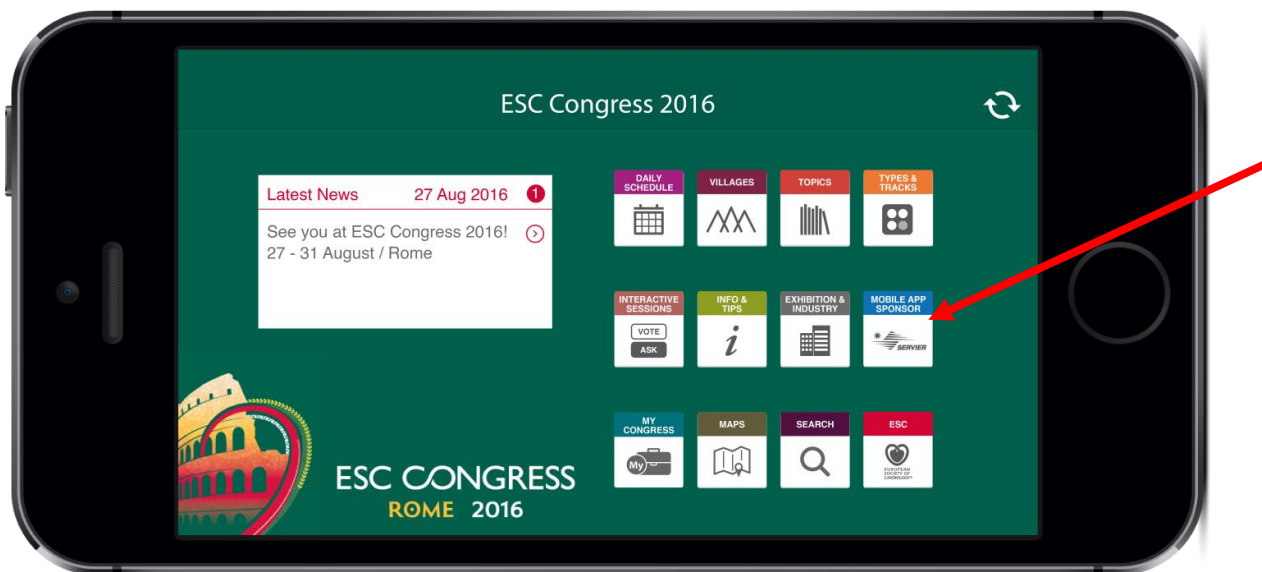 ESC Congress 2016
Latest News 27 Aug 2016 1
See you at ESC Congress 2016!
27 - 31 August / Rome
DAILY
SCHEDULE
VILLAGES
TOPICS
TYPES &
TRACKS
INTERACTIVE
SESSIONS
VOTE
ASK
INFO &
TIPS
i
EXHIBITION &
INDUSTRY
MOBILE APP
SPONSOR
SERVIER
MY
CONGRESS
My
MAPS
SEARCH
ESC
EUROPEAN
SOCIETY OF
CARDIOLOGY
ESC CONGRESS
ROME 2016